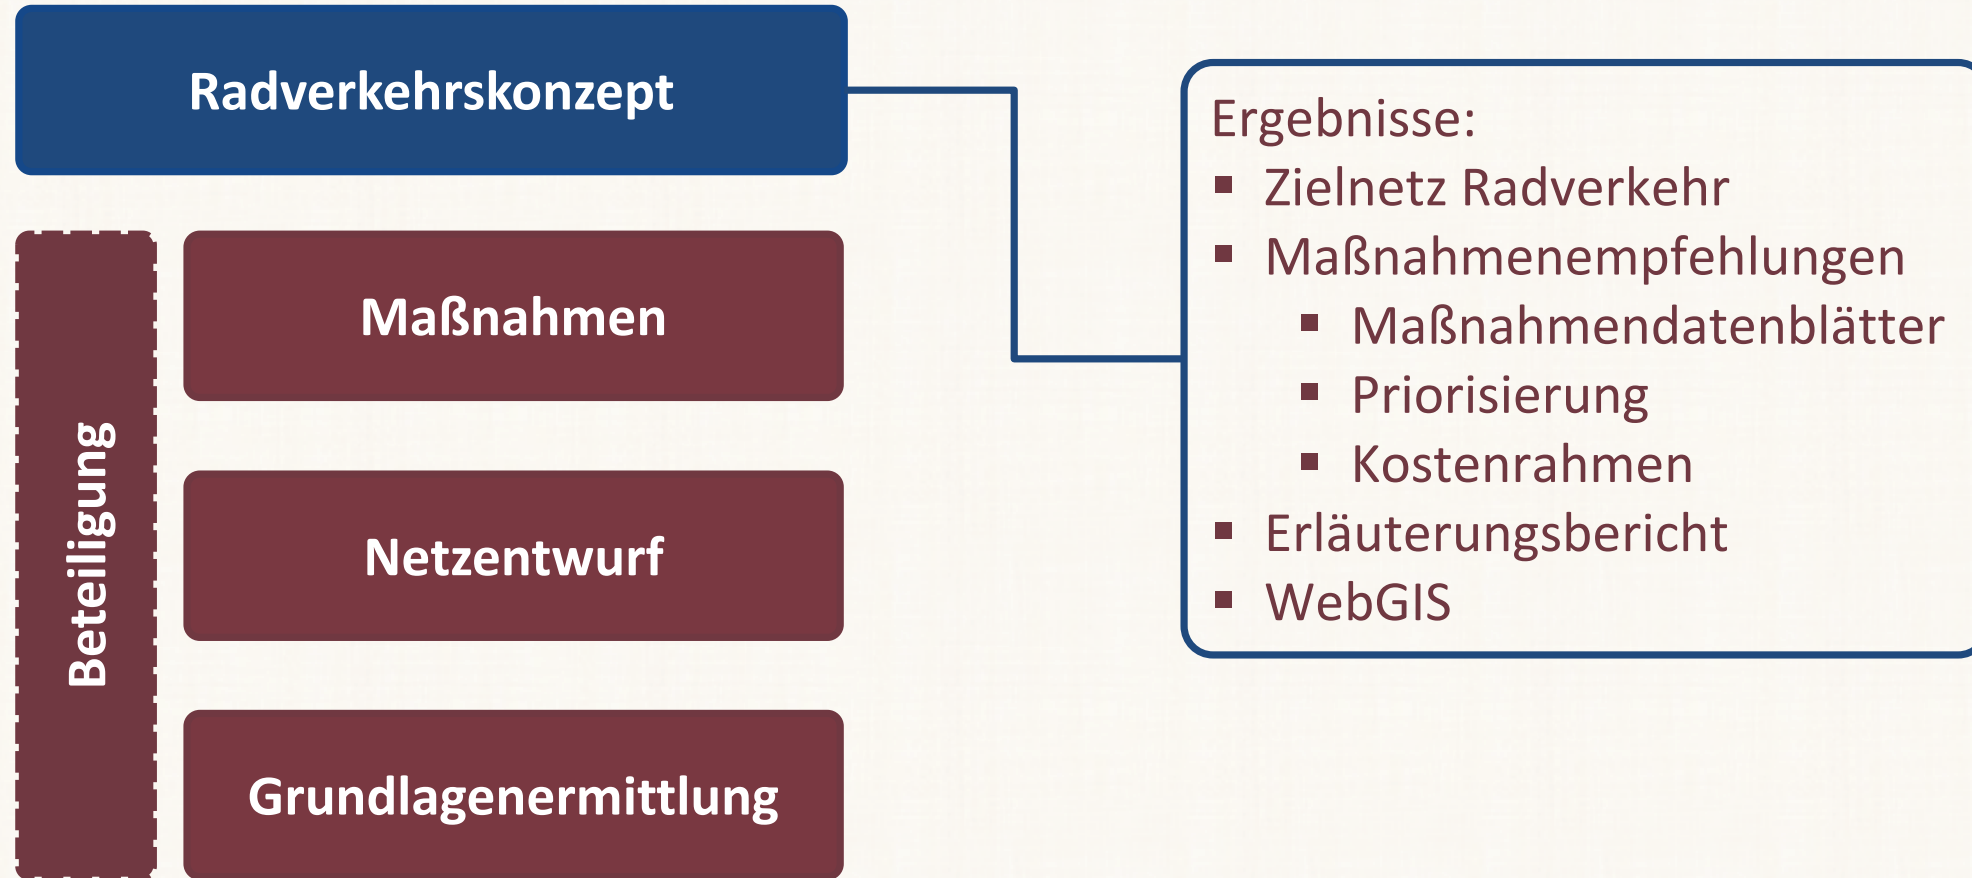 Radverkehrskonzept
Beteiligung
Maßnahmen
Netzentwurf
Grundlagenermittlung
Ergebnisse:
▪ Zielnetz Radverkehr
▪ Maßnahmenempfehlungen
▪ Maßnahmendatenblätter
▪ Priorisierung
▪ Kostenrahmen
▪ Erläuterungsbericht
▪ WebGIS